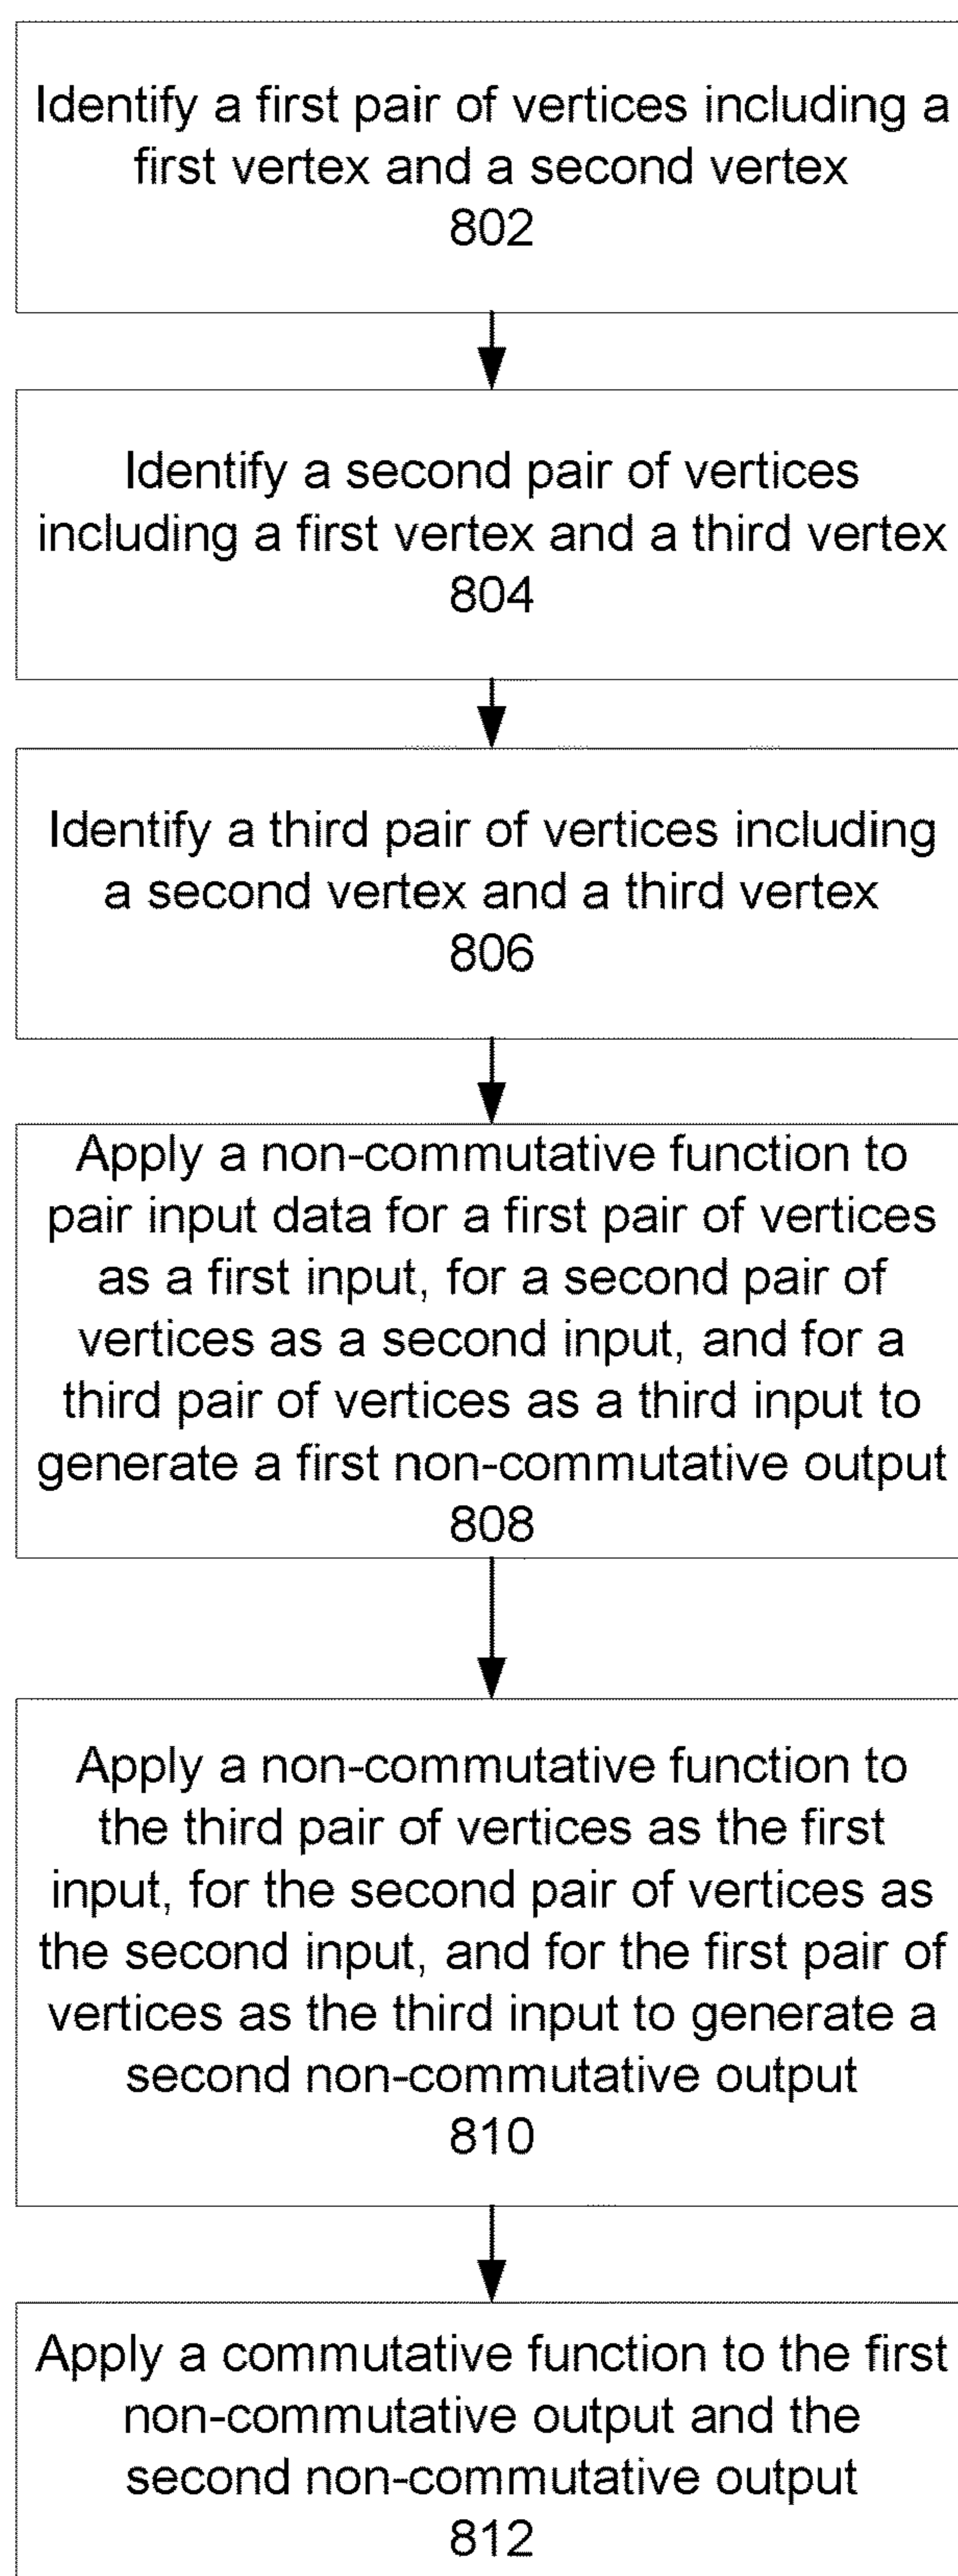 Identify a first pair of vertices including a
first vertex and a second vertex
802
Identify a second pair of vertices
including a first vertex and a third vertex
804
Identify a third pair of vertices including
a second vertex and a third vertex
806
Apply a non-commutative function to
pair input data for a first pair of vertices
as a first input, for a second pair of
vertices as a second input, and for a
third pair of vertices as a third input to
generate a first non-commutative output
808
Apply a non-commutative function to
the third pair of vertices as the first
input, for the second pair of vertices as
the second input, and for the first pair of
vertices as the third input to generate a
second non-commutative output
810
Apply a commutative function to the first
non-commutative output and the
second non-commutative output
812